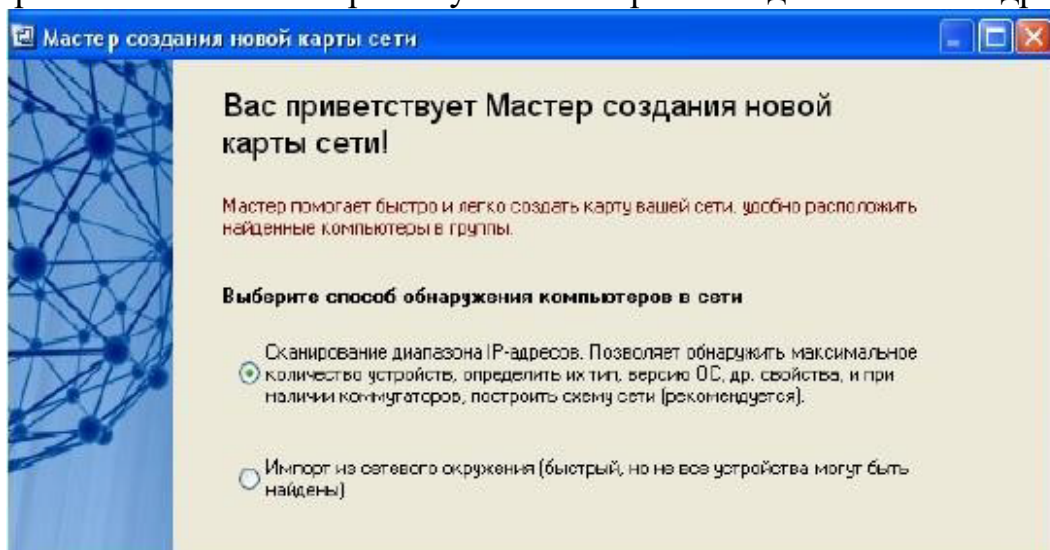 Мастер создания новой карты сети
Вас приветствует Мастер создания новой
карты сети!
Мастер помогает быстро и легко создать карту вашей сети, удобно расположить
найденные компьютеры в группы.
Выберите способ обнаружения компьютеров в сети
Сканирование диапазона IP-адресов. Позволяет обнаружить максимальное
количество устройств, определить их тип, версию ОС, др. свойства, и при
наличии коммутаторов, построить схему сети (рекомендуется).
Импорт из сетевого окружения (быстрый, но не все устройства могут быть
найдены)